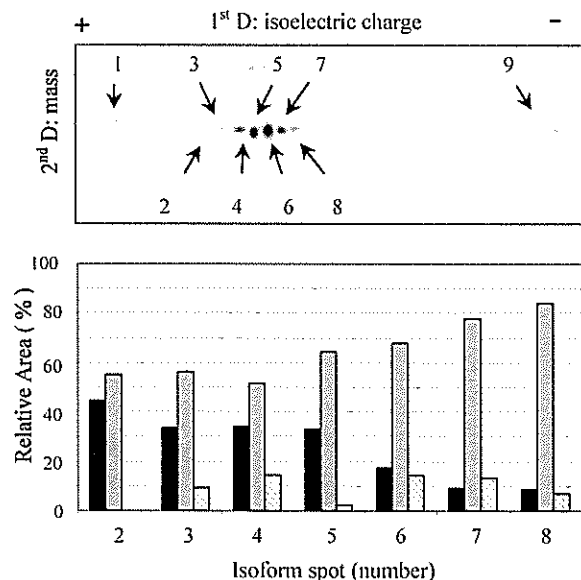 1st D: isoelectric charge
+ −
1 3 5 7 9
2nd D: mass
2 4 6 8
100
80
60
40
20
0
Relative Area ( % )
2 3 4 5 6 7 8
Isoform spot (number)